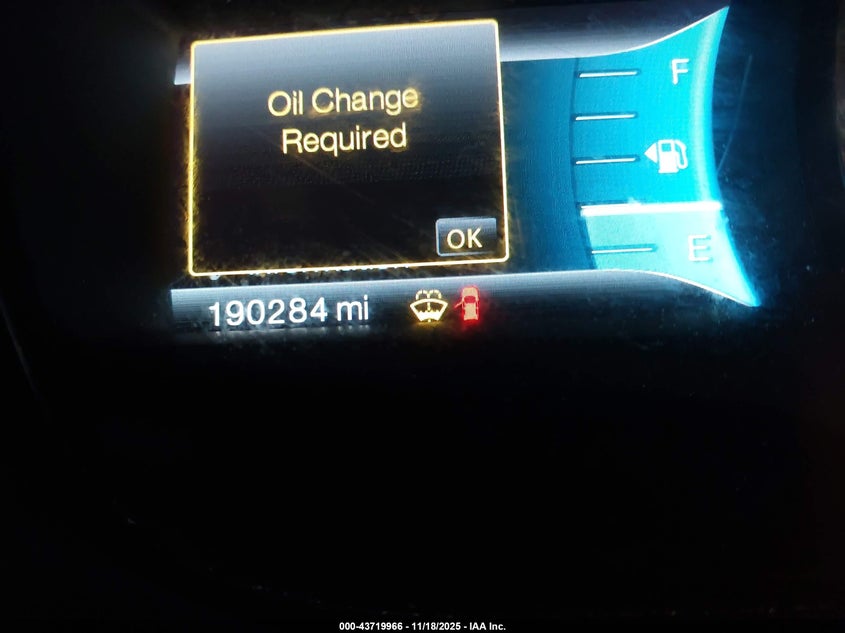 Oil Change
Required
OK
F
E
190284 mi
000-43719966 - 11/18/2025 - IAA Inc.